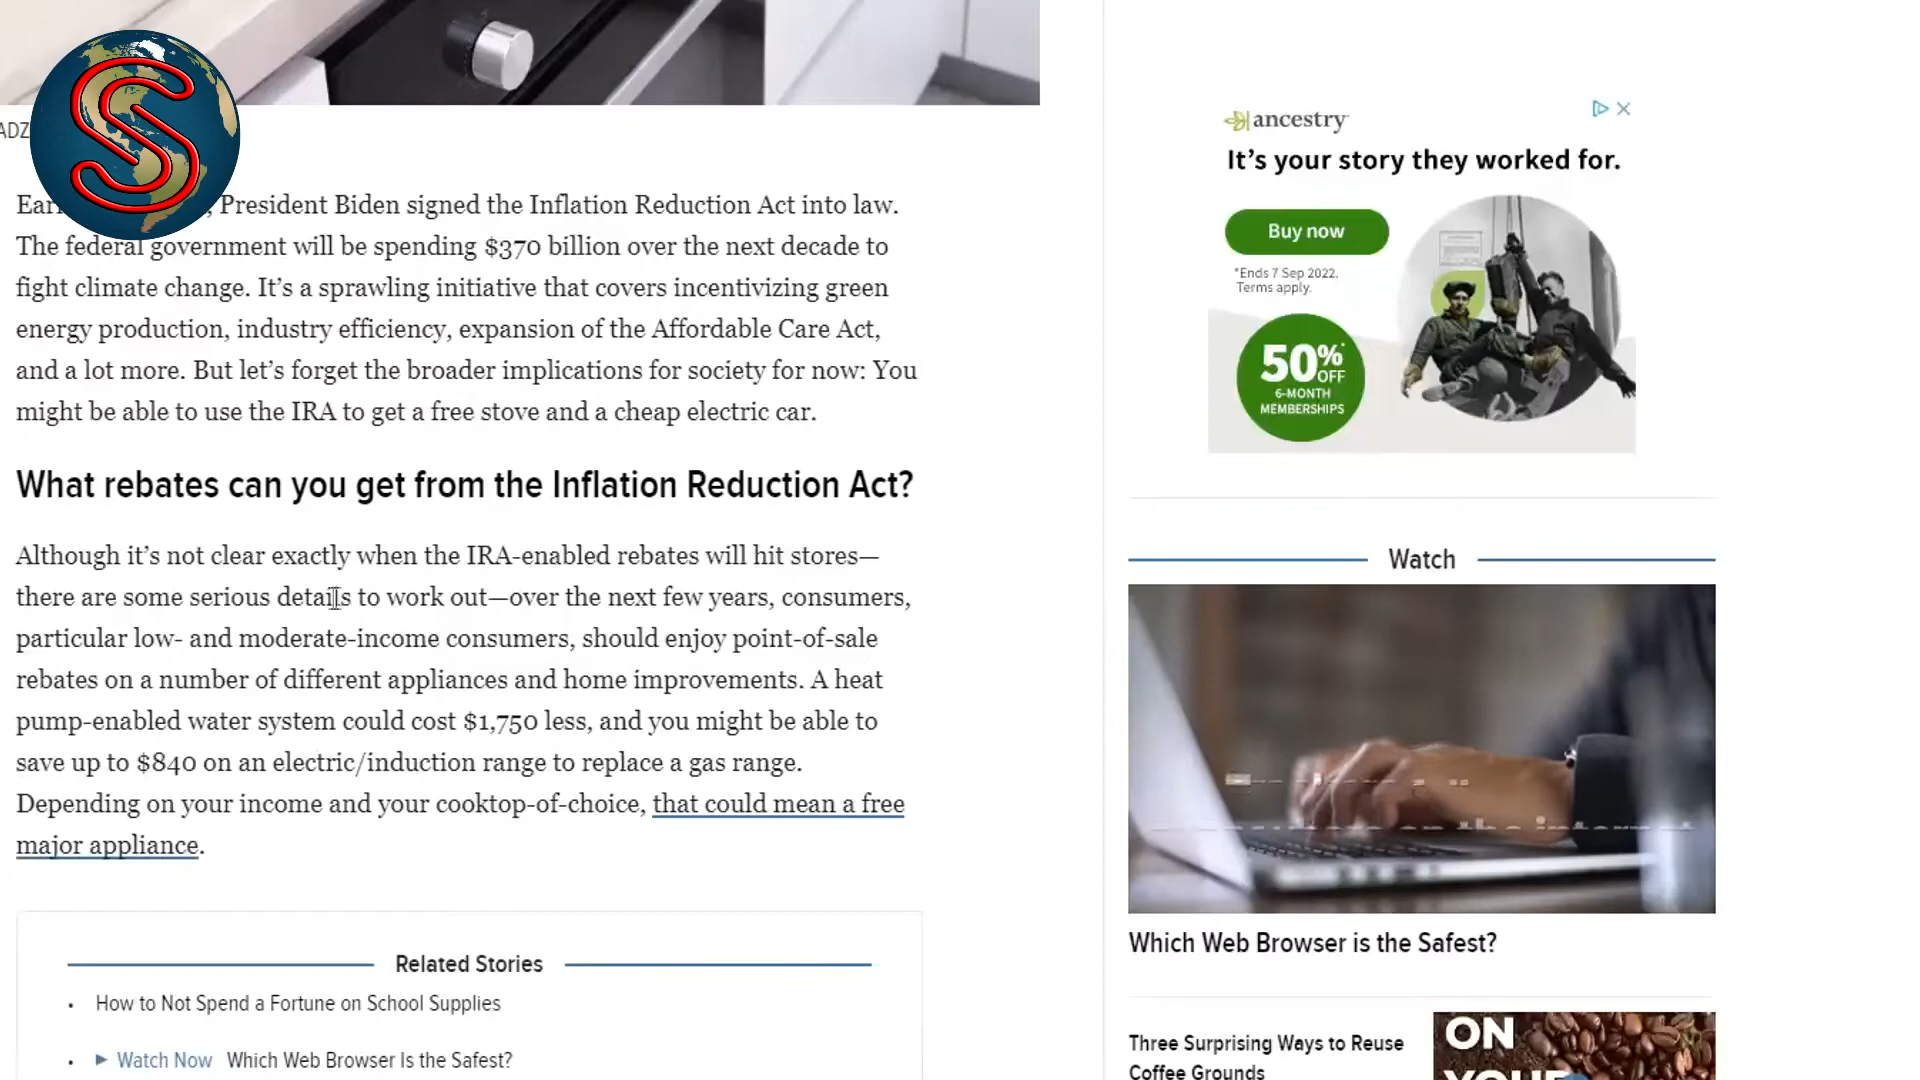 ADZ
S
Ear , President Biden signed the Inflation Reduction Act into law.
The federal government will be spending $370 billion over the next decade to
fight climate change. It’s a sprawling initiative that covers incentivizing green
energy production, industry efficiency, expansion of the Affordable Care Act,
and a lot more. But let’s forget the broader implications for society for now: You
might be able to use the IRA to get a free stove and a cheap electric car.
What rebates can you get from the Inflation Reduction Act?
Although it’s not clear exactly when the IRA-enabled rebates will hit stores—
there are some serious details to work out—over the next few years, consumers,
particular low- and moderate-income consumers, should enjoy point-of-sale
rebates on a number of different appliances and home improvements. A heat
pump-enabled water system could cost $1,750 less, and you might be able to
save up to $840 on an electric/induction range to replace a gas range.
Depending on your income and your cooktop-of-choice, that could mean a free
major appliance.
Related Stories
• How to Not Spend a Fortune on School Supplies
• Watch Now Which Web Browser Is the Safest?
ancestry
It’s your story they worked for.
Buy now
*Ends 7 Sep 2022.
Terms apply.
50%*
OFF
6-MONTH
MEMBERSHIPS
Watch
on the internet
Which Web Browser is the Safest?
Three Surprising Ways to Reuse
Coffee Grounds
ON
YOUR